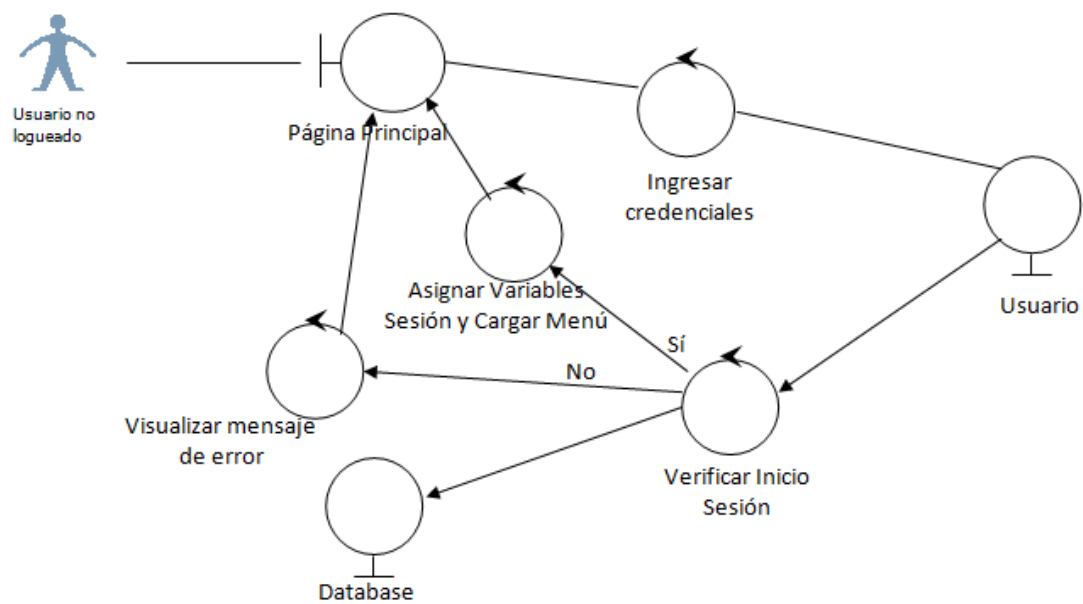 Usuario no
logueado
Página Principal
Ingresar
credenciales
Usuario
Asignar Variables
Sesión y Cargar Menú
Sí
No
Visualizar mensaje
de error
Verificar Inicio
Sesión
Database